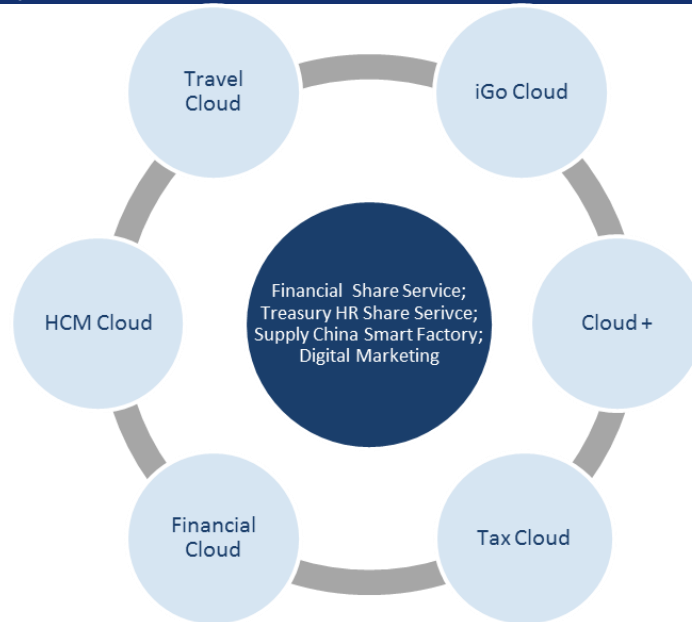 Travel
Cloud
iGo Cloud
HCM Cloud
Financial Share Service;
Treasury HR Share Serivce;
Supply China Smart Factory;
Digital Marketing
Cloud +
Financial
Cloud
Tax Cloud